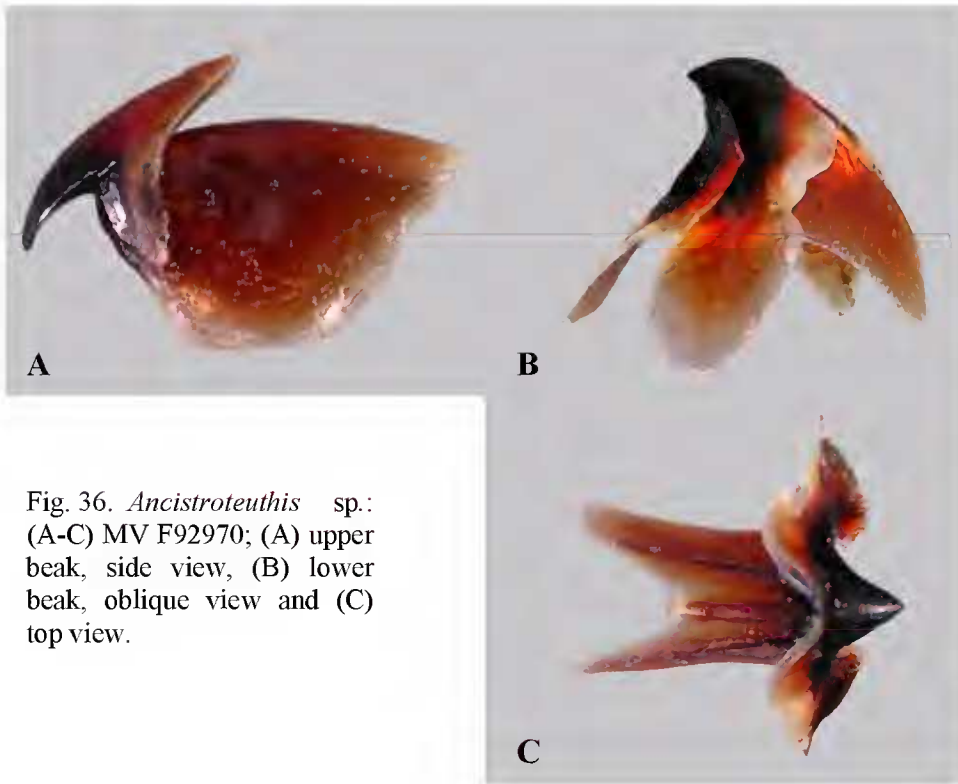 A
B
Fig. 36. Ancistroteuthis sp.:
(A-C) MV F92970; (A) upper
beak, side view, (B) lower
beak, oblique view and (C)
top view.
C